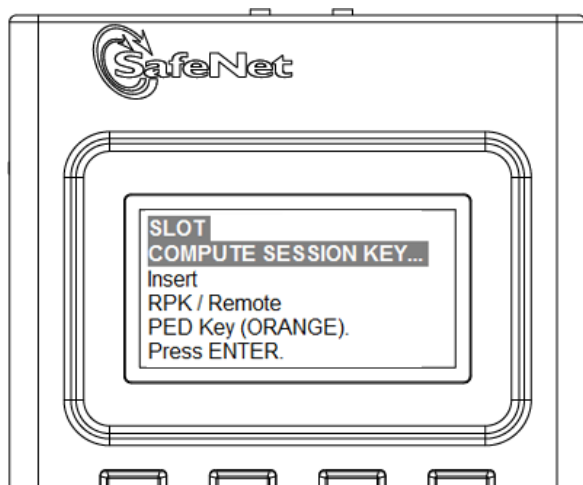 SafeNet
SLOT
COMPUTE SESSION KEY...
Insert
RPK / Remote
PED Key (ORANGE).
Press ENTER.